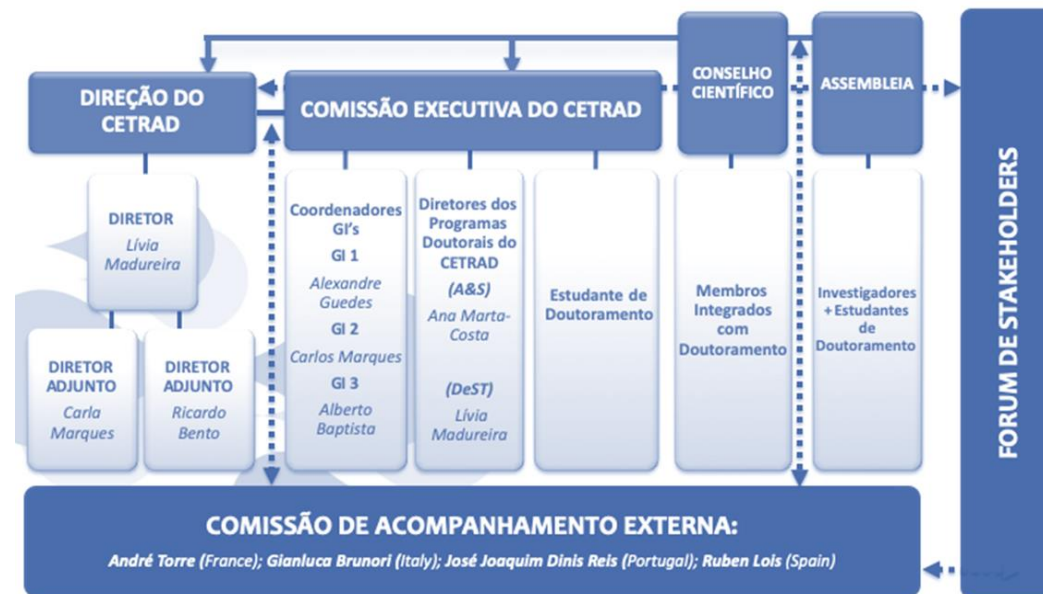 DIREÇÃO DO
CETRAD
COMISSÃO EXECUTIVA DO CETRAD
CONSELHO
CIENTÍFICO
ASSEMBLEIA
FORUM DE STAKEHOLDERS
DIRETOR
Lívia
Madureira
DIRETOR
ADJUNTO
Carla
Marques
DIRETOR
ADJUNTO
Ricardo
Bento
Coordenadores
GI's
GI 1
Alexandre
Guedes
GI 2
Carlos Marques
GI 3
Alberto
Baptista
Diretores dos
Programas
Doutorais do
CETRAD
(A&S)
Ana Marta-
Costa
(DeST)
Lívia
Madureira
Estudante de
Doutoramento
Membros
Integrados
com
Doutoramento
Investigadores
+ Estudantes
de
Doutoramento
COMISSÃO DE ACOMPANHAMENTO EXTERNA:
André Torre (France); Gianluca Brunori (Italy); José Joaquim Dinis Reis (Portugal); Ruben Lois (Spain)